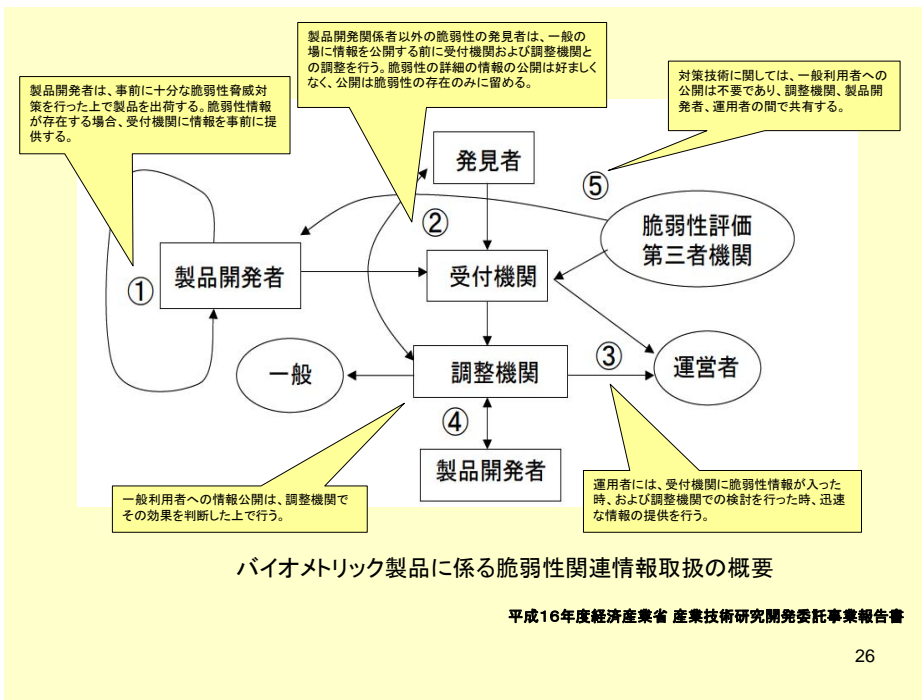 製品開発関係者以外の脆弱性の発見者は、一般の
場に情報を公開する前に受付機関および調整機関と
の調整を行う。脆弱性の詳細の情報の公開は好ましく
なく、公開は脆弱性の存在のみに留める。
製品開発者は、事前に十分な脆弱性脅威対
策を行った上で製品を出荷する。脆弱性情報
が存在する場合、受付機関に情報を事前に提
供する。
対策技術に関しては、一般利用者への
公開は不要であり、調整機関、製品開
発者、運用者の間で共有する。
発見者
⑤
②
脆弱性評価
第三者機関
製品開発者
受付機関
①
③
一般
調整機関
運営者
④
製品開発者
一般利用者への情報公開は、調整機関で
その効果を判断した上で行う。
運用者には、受付機関に脆弱性情報が入った
時、および調整機関での検討を行った時、迅速
な情報の提供を行う。
バイオメトリック製品に係る脆弱性関連情報取扱の概要
平成16年度経済産業省 産業技術研究開発委託事業報告書
26